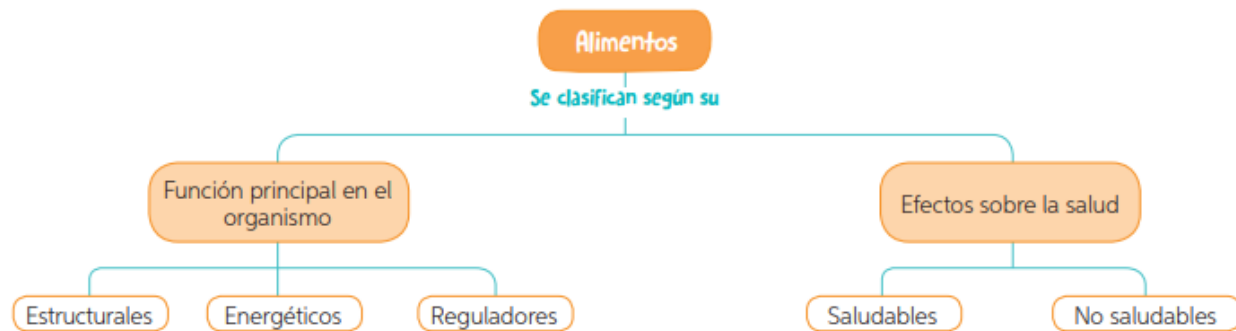 Alimentos
Se clasifican según su
Función principal en el
organismo
Efectos sobre la salud
Estructurales
Energéticos
Reguladores
Saludables
No saludables